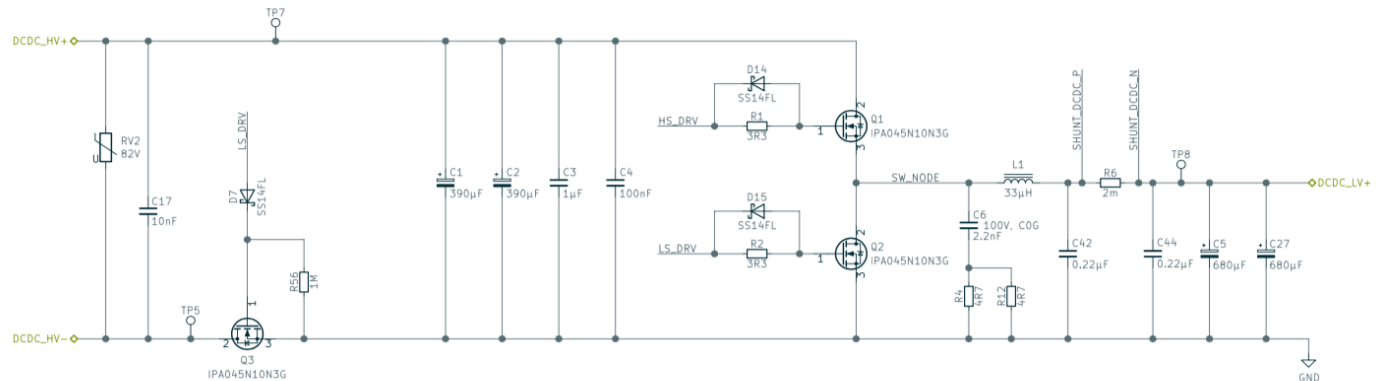 TP7
DCDC_HV+
D14
SS14FL
HS_DRV
R1
3R3
1
2
3
Q1
IPA045N10N3G
SHUNT_DCDC_P
SHUNT_DCDC_N
TP8
RV2
82V
U
U
LS_DRV
D7
SS14FL
C17
10nF
C1
390µF
C2
390µF
C3
1µF
C4
100nF
SW_NODE
L1
33µH
R6
2m
DCDC_LV+
D15
SS14FL
LS_DRV
R2
3R3
1
2
3
Q2
IPA045N10N3G
C6
100V, C0G
2.2nF
C42
0.22µF
C44
0.22µF
C5
680µF
C27
680µF
R56
1M
R4
4R7
R12
4R7
TP5
DCDC_HV-
1
2
3
Q3
IPA045N10N3G
GND